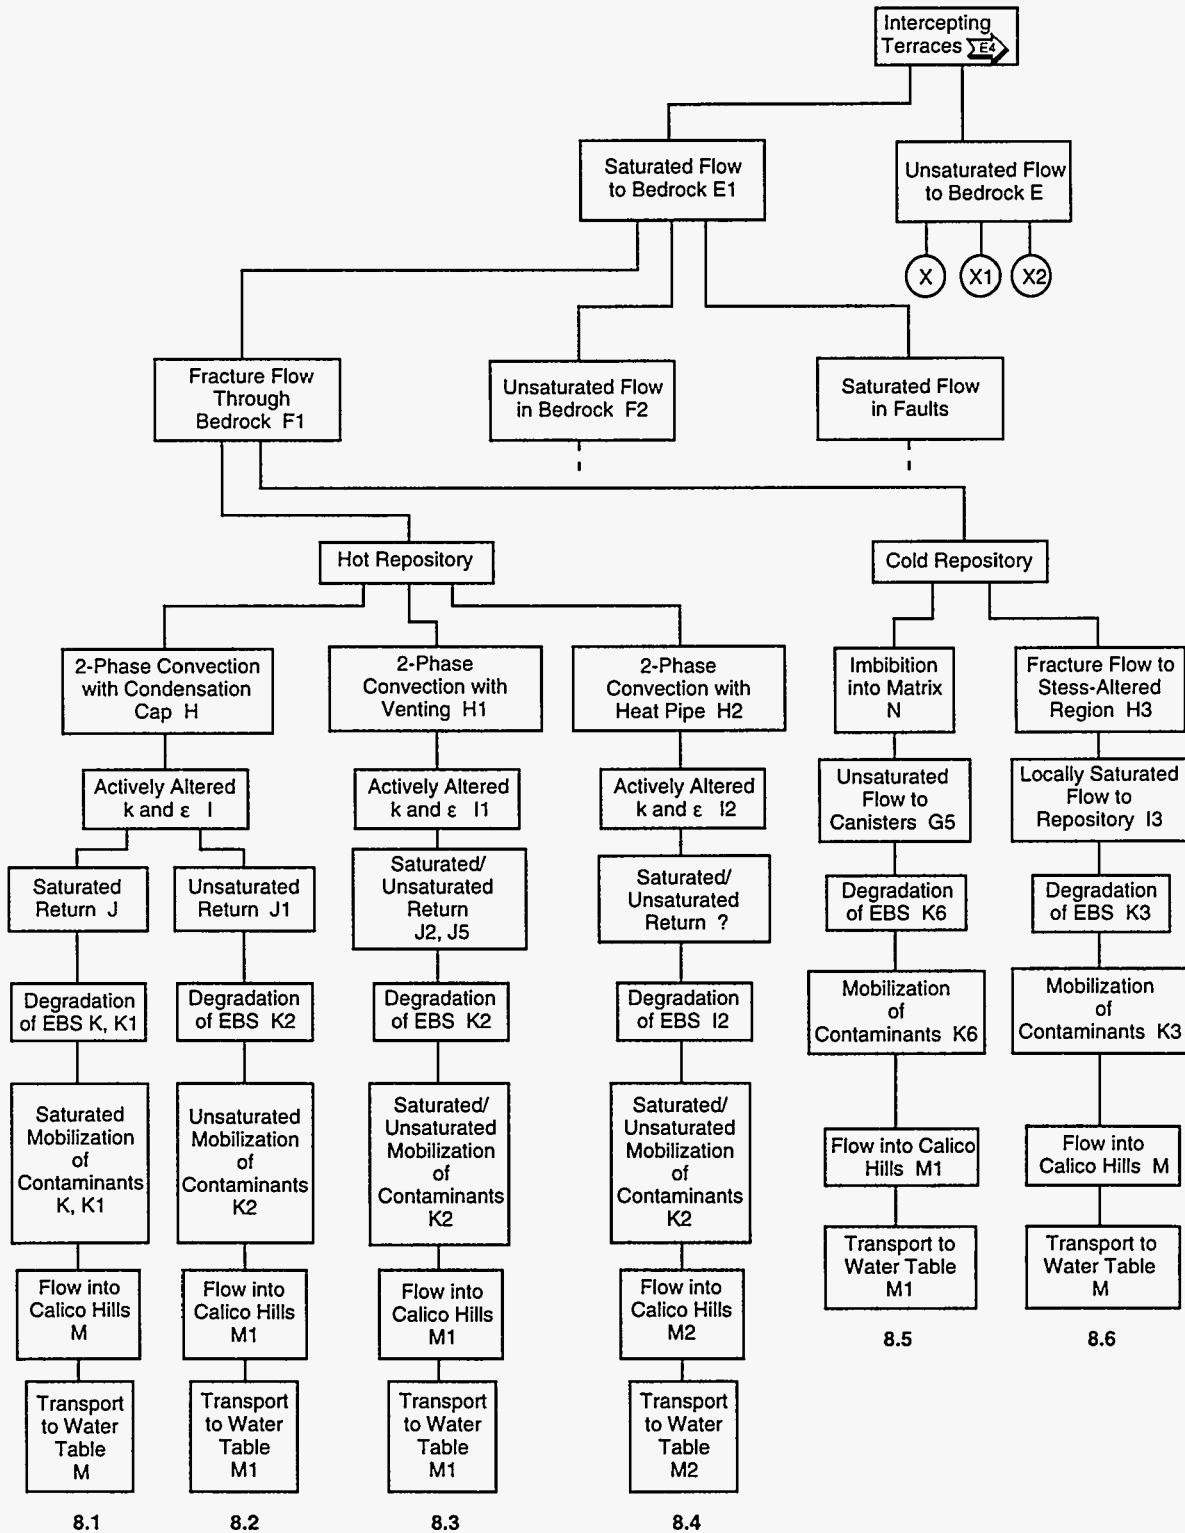 Intercepting
Terraces E4
Saturated Flow
to Bedrock E1
Unsaturated Flow
to Bedrock E
X
X1
X2
Fracture Flow
Through
Bedrock F1
Unsaturated Flow
in Bedrock F2
Saturated Flow
in Faults
Hot Repository
Cold Repository
2-Phase Convection
with Condensation
Cap H
2-Phase
Convection with
Venting H1
2-Phase
Convection with
Heat Pipe H2
Imbibition
into Matrix
N
Fracture Flow to
Stess-Altered
Region H3
Actively Altered
k and ε I
Actively Altered
k and ε I1
Actively Altered
k and ε I2
Unsaturated
Flow to
Canisters G5
Locally Saturated
Flow to
Repository I3
Saturated
Return J
Unsaturated
Return J1
Saturated/
Unsaturated
Return
J2, J5
Saturated/
Unsaturated
Return ?
Degradation
of EBS K6
Degradation
of EBS K3
Degradation
of EBS K, K1
Degradation
of EBS K2
Degradation
of EBS K2
Degradation
of EBS I2
Mobilization
of
Contaminants K6
Mobilization
of
Contaminants K3
Saturated
Mobilization
of
Contaminants
K, K1
Unsaturated
Mobilization
of
Contaminants
K2
Saturated/
Unsaturated
Mobilization
of
Contaminants
K2
Saturated/
Unsaturated
Mobilization
of
Contaminants
K2
Flow into Calico
Hills M1
Flow into
Calico Hills M
Flow into
Calico Hills
M
Flow into
Calico Hills
M1
Flow into
Calico Hills
M1
Flow into
Calico Hills
M2
Transport to
Water Table
M1
Transport to
Water Table
M
8.5
8.6
Transport
to Water
Table
M
Transport
to Water
Table
M1
Transport
to Water
Table
M1
Transport
to Water
Table
M2
8.1
8.2
8.3
8.4